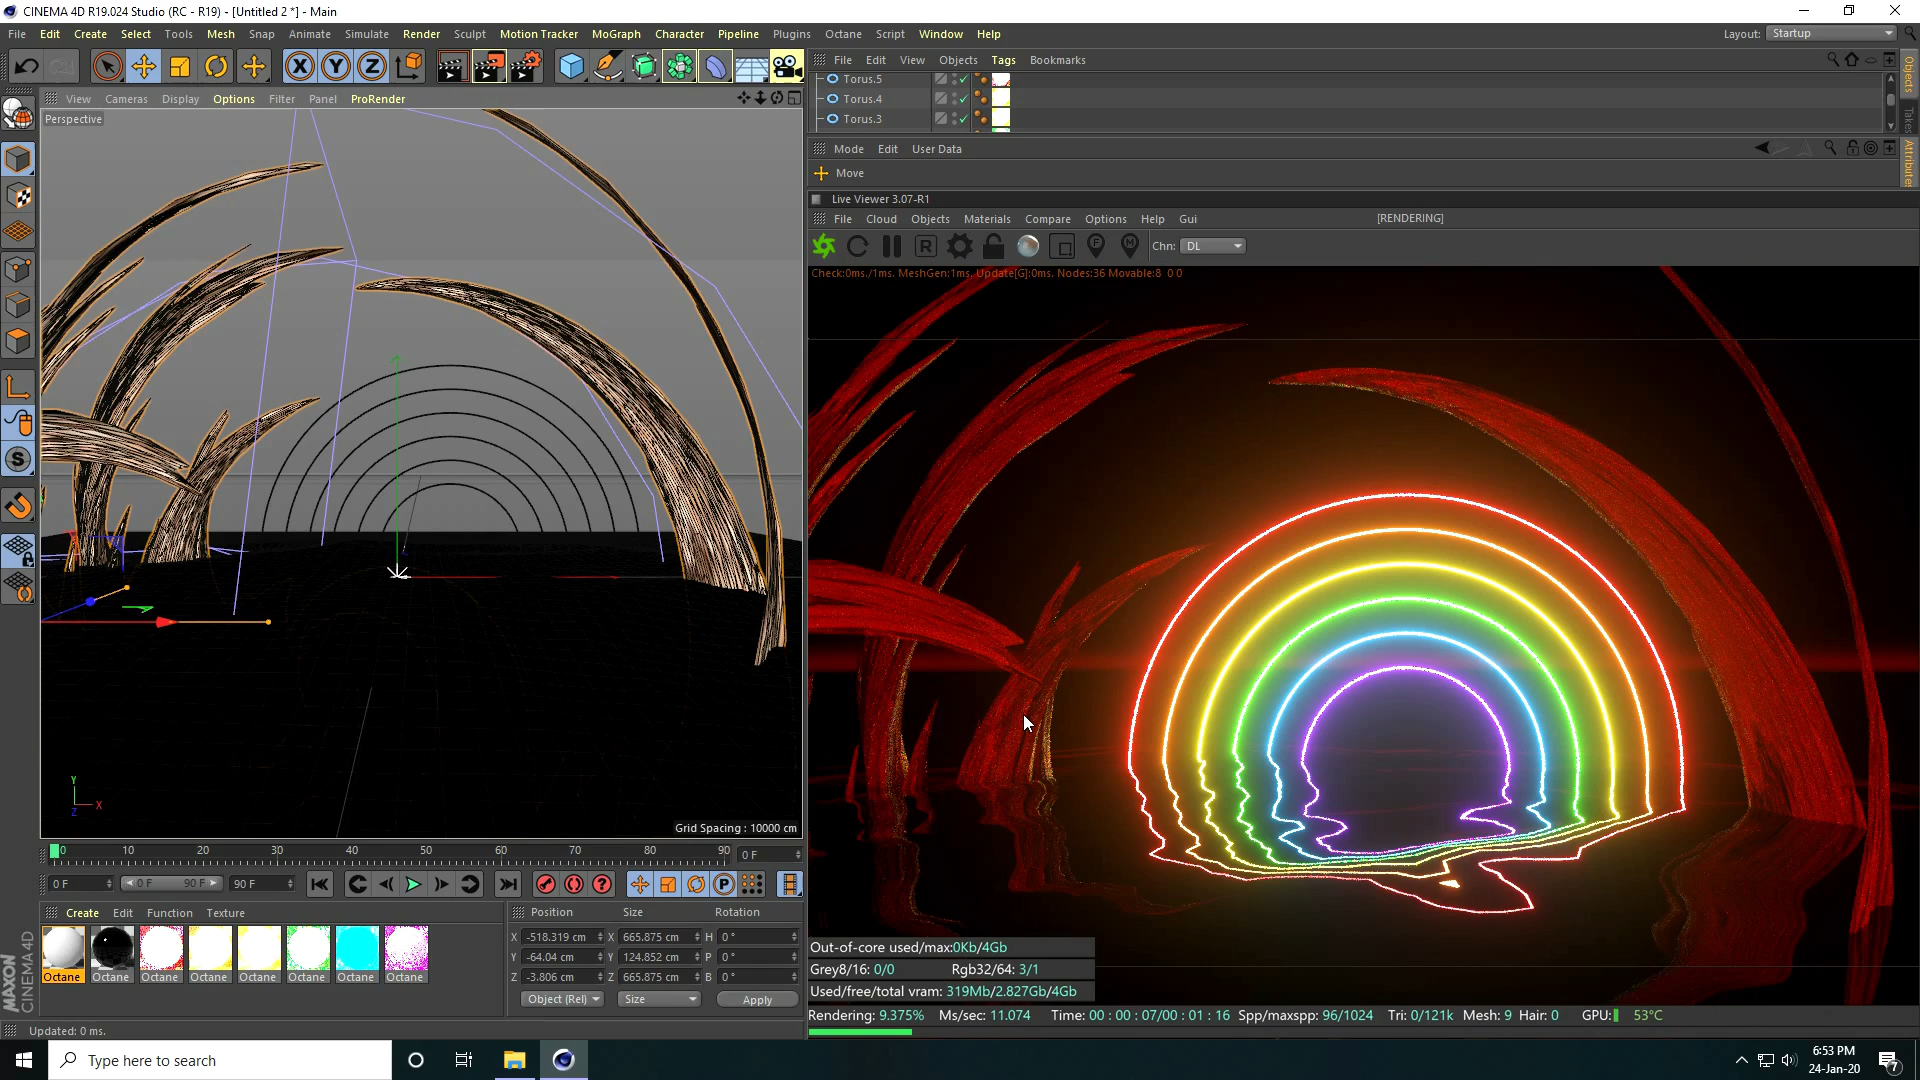 CINEMA 4D R19.024 Studio (RC - R19) - [Untitled 2 *] - Main
File Edit Create Select Tools Mesh Snap Animate Simulate Render Sculpt Motion Tracker MoGraph Character Pipeline Plugins Octane Script Window Help
Layout: Startup
View Cameras Display Options Filter Panel ProRender
Perspective
Grid Spacing : 10000 cm
Y
X
Z
File Edit View Objects Tags Bookmarks
Torus.5
Torus.4
Torus.3
Objects
Takes
Attributes
Mode Edit User Data
Move
Live Viewer 3.07-R1
File Cloud Objects Materials Compare Options Help Gui
[RENDERING]
Chn: DL
Check:0ms./1ms. MeshGen:1ms. Update[G]:0ms. Nodes:36 Movable:8 0 0
Out-of-core used/max:0Kb/4Gb
Grey8/16: 0/0 Rgb32/64: 3/1
Used/free/total vram: 319Mb/2.827Gb/4Gb
Rendering: 9.375% Ms/sec: 11.074 Time: 00 : 00 : 07/00 : 01 : 16 Spp/maxspp: 96/1024 Tri: 0/121k Mesh: 9 Hair: 0 GPU: 53°C
0 10 20 30 40 50 60 70 80 90
0 F
0 F 0 F 90 F 90 F
Create Edit Function Texture
Octane Octane Octane Octane Octane Octane Octane Octane
Position Size Rotation
X -518.319 cm X 665.875 cm H 0 °
Y -64.04 cm Y 124.852 cm P 0 °
Z -3.806 cm Z 665.875 cm B 0 °
Object (Rel) Size Apply
MAXON
CINEMA 4D
Updated: 0 ms.
Type here to search
6:53 PM
24-Jan-20
7